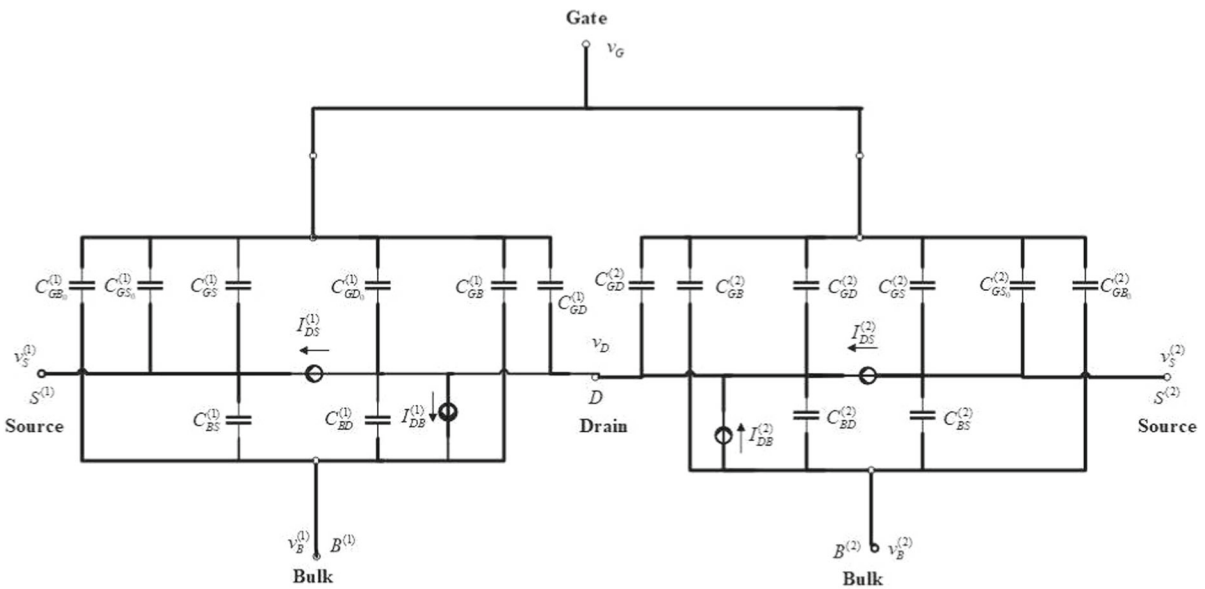 Gate
v_G
C_{GB_0}^{(1)} C_{GS_0}^{(1)} C_{GS}^{(1)} C_{GD_0}^{(1)} C_{GB}^{(1)} C_{GD}^{(1)} C_{GD}^{(2)} C_{GB}^{(2)} C_{GD}^{(2)} C_{GS}^{(2)} C_{GS_0}^{(2)} C_{GB_0}^{(2)}
I_{DS}^{(1)} I_{DS}^{(2)}
v_S^{(1)} v_D v_S^{(2)}
S^{(1)} D S^{(2)}
Source C_{BS}^{(1)} C_{BD}^{(1)} I_{DB}^{(1)} Drain I_{DB}^{(2)} C_{BD}^{(2)} C_{BS}^{(2)} Source
v_B^{(1)} B^{(1)} B^{(2)} v_B^{(2)}
Bulk Bulk